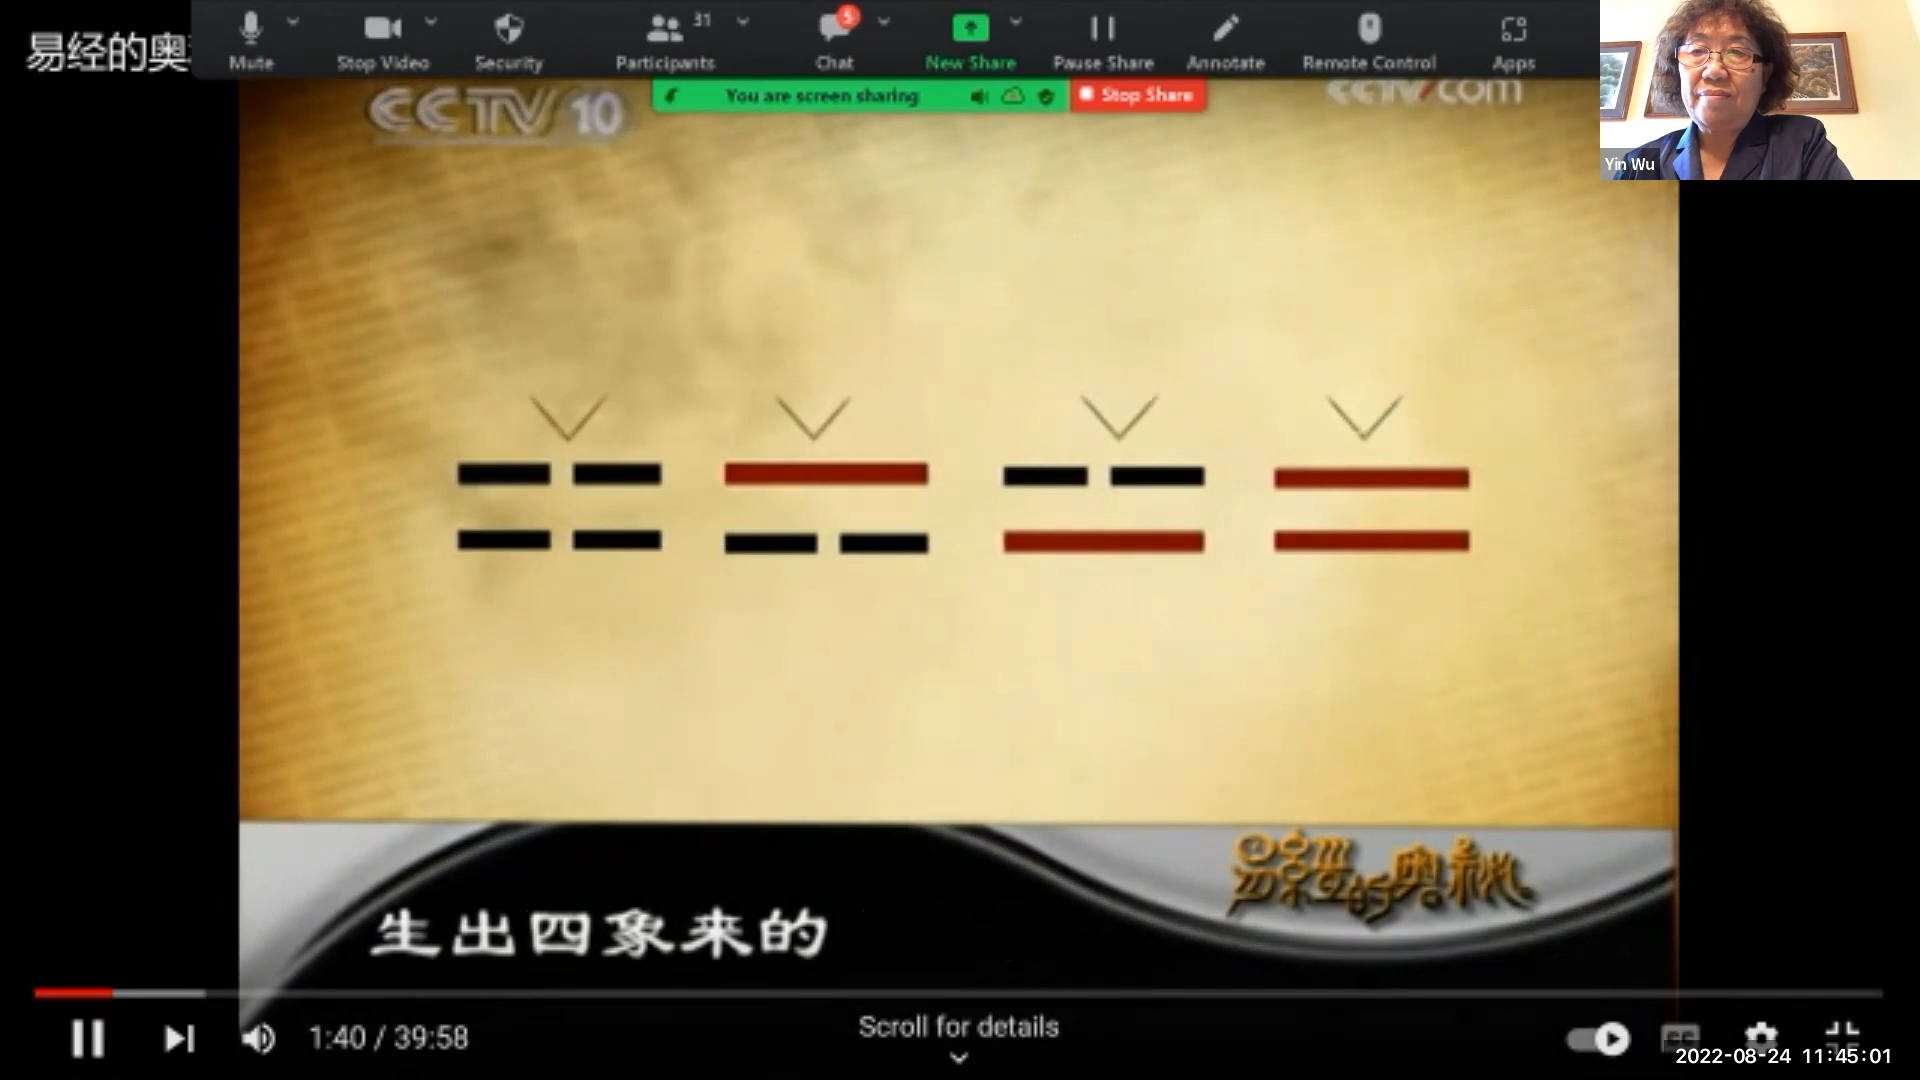 易经的奥
Mute
Stop Video
Security
Participants
31
Chat
5
New Share
Pause Share
Annotate
Remote Control
Apps
You are screen sharing
Stop Share
CCTV 10
cctv.com
Yin Wu
易經的奥秘
生出四象来的
1:40 / 39:58
Scroll for details
CC
2022-08-24 11:45:01